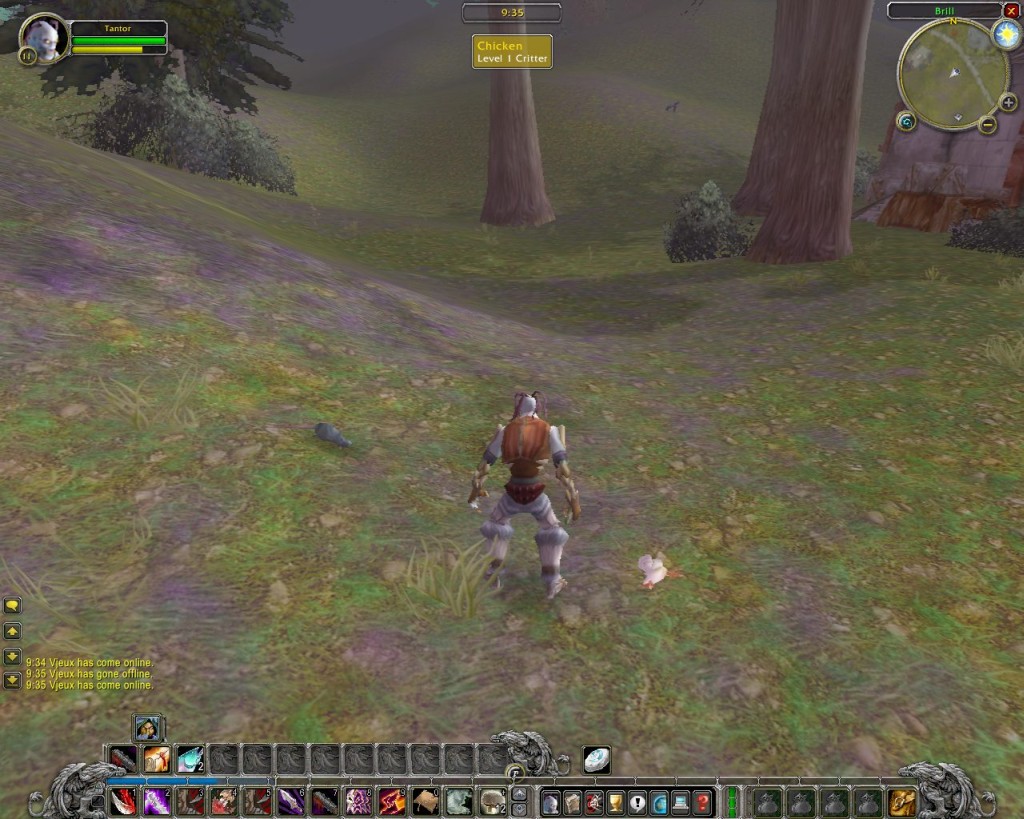 Tantor
9:35
Chicken
Level 1 Critter
Brill
N
9:34 Vjeux has come online.
9:35 Vjeux has gone offline.
9:35 Vjeux has come online.
2